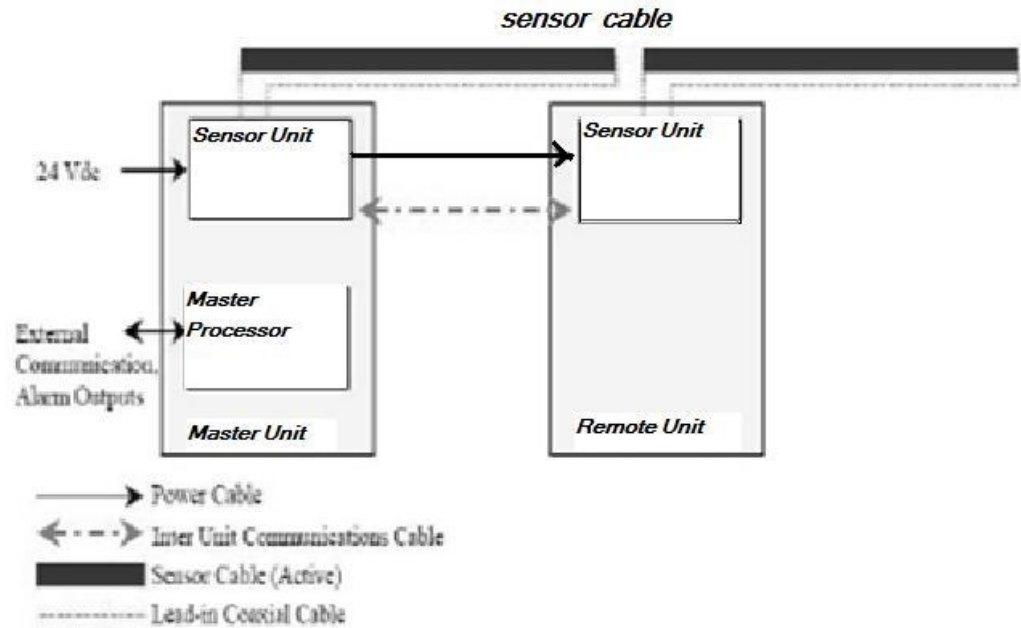 sensor cable
Sensor Unit
Sensor Unit
24 Vdc
Master
Processor
External
Communication,
Alarm Outputs
Master Unit
Remote Unit
Power Cable
Inter Unit Communications Cable
Sensor Cable (Active)
Lead-in Coaxial Cable